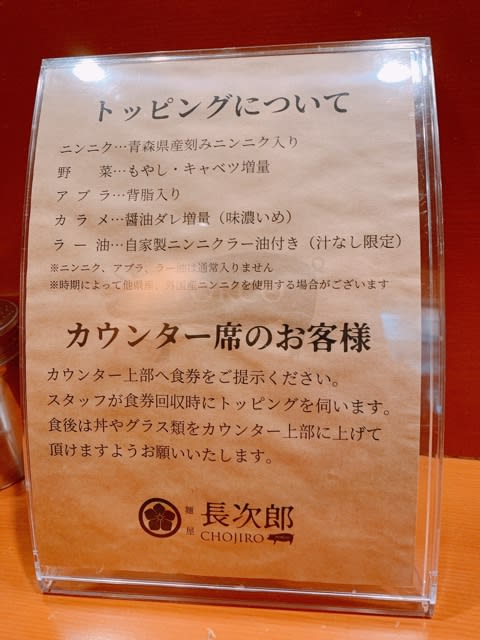 トッピングについて
ニンニク…青森県産刻みニンニク入り
野　菜…もやし・キャベツ増量
ア ブ ラ…背脂入り
カ ラ メ…醤油ダレ増量（味濃いめ）
ラ ー 油…自家製ニンニクラー油付き（汁なし限定）
※ニンニク、アブラ、ラー油は通常入りません
※時期によって他県産、外国産ニンニクを使用する場合がございます
カウンター席のお客様
カウンター上部へ食券をご提示ください。
スタッフが食券回収時にトッピングを伺います。
食後は丼やグラス類をカウンター上部に上げて
頂けますようお願いいたします。
麺屋 長次郎
CHOJIRO